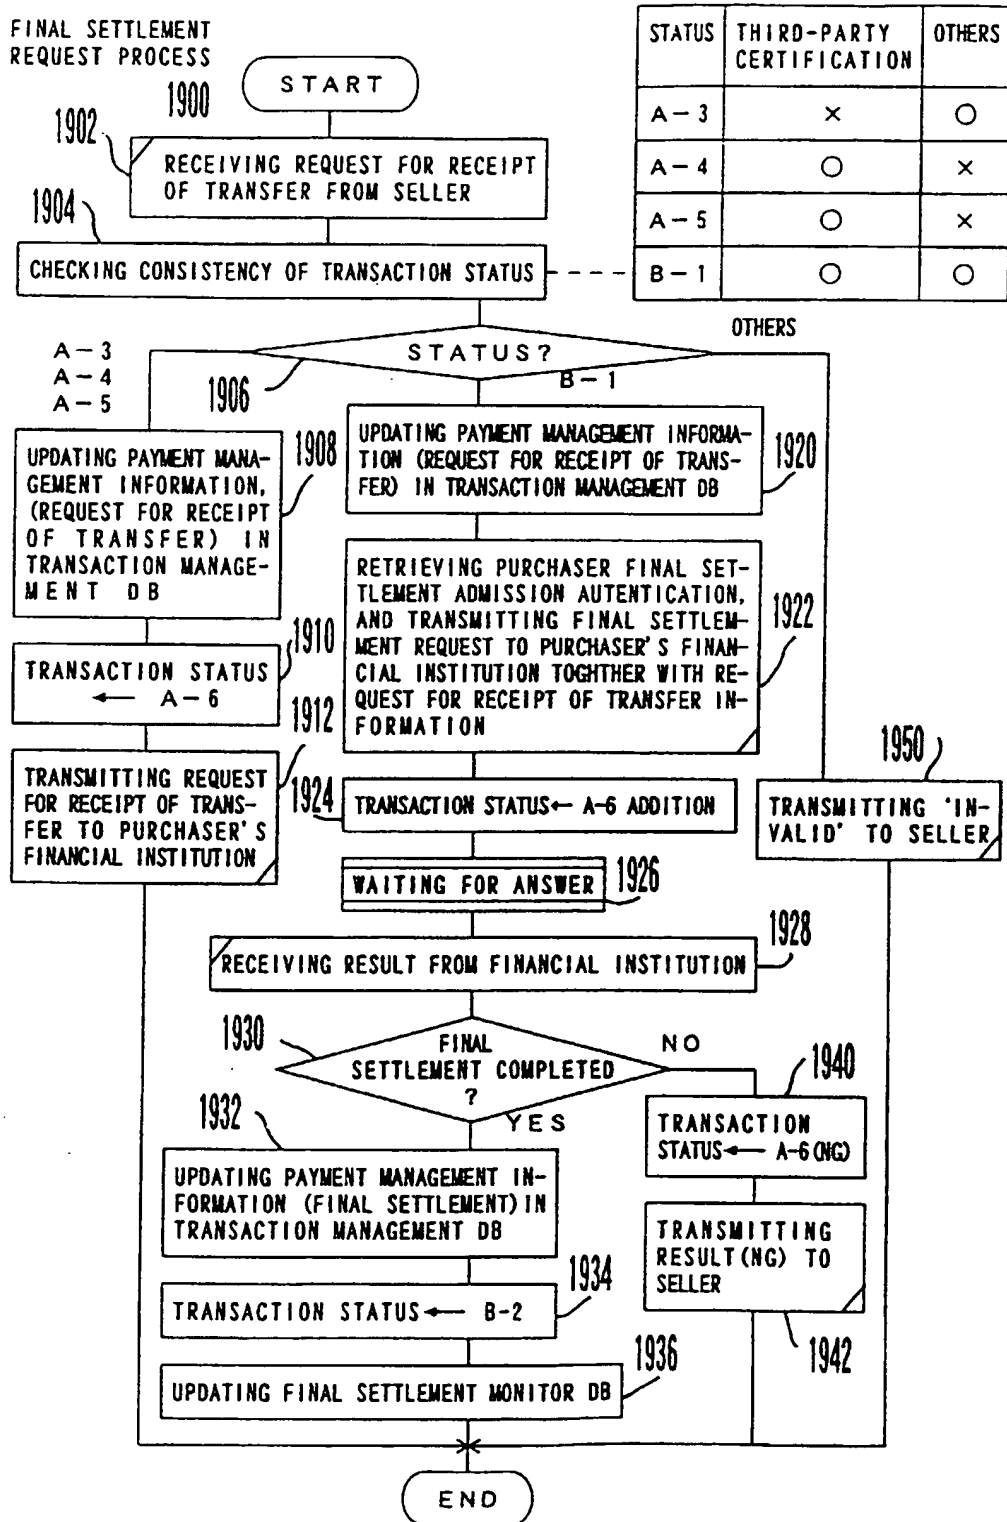 FINAL SETTLEMENT
REQUEST PROCESS
START
1900
1902
RECEIVING REQUEST FOR RECEIPT
OF TRANSFER FROM SELLER
1904
CHECKING CONSISTENCY OF TRANSACTION STATUS
STATUS THIRD-PARTY CERTIFICATION OTHERS
A-3 × ○
A-4 ○ ×
A-5 ○ ×
B-1 ○ ○
STATUS?
1906
A-3
A-4
A-5
B-1
OTHERS
UPDATING PAYMENT MANA-
GEMENT INFORMATION,
(REQUEST FOR RECEIPT
OF TRANSFER) IN
TRANSACTION MANAGE-
MENT DB
1908
TRANSACTION STATUS
← A-6
1910
TRANSMITTING REQUEST
FOR RECEIPT OF TRANS-
FER TO PURCHASER'S
FINANCIAL INSTITUTION
1912
UPDATING PAYMENT MANAGEMENT INFORMA-
TION (REQUEST FOR RECEIPT OF TRANS-
FER) IN TRANSACTION MANAGEMENT DB
1920
RETRIEVING PURCHASER FINAL SET-
TLEMENT ADMISSION AUTENTICATION,
AND TRANSMITTING FINAL SETTLEM-
MENT REQUEST TO PURCHASER'S FINAN-
CIAL INSTITUTION TOGHTHER WITH RE-
QUEST FOR RECEIPT OF TRANSFER IN-
FORMATION
1922
1924
TRANSACTION STATUS← A-6 ADDITION
WAITING FOR ANSWER
1926
RECEIVING RESULT FROM FINANCIAL INSTITUTION
1928
1930
FINAL
SETTLEMENT COMPLETED
?
NO
YES
1932
UPDATING PAYMENT MANAGEMENT IN-
FORMATION (FINAL SETTLEMENT) IN
TRANSACTION MANAGEMENT DB
TRANSACTION STATUS ← B-2
1934
UPDATING FINAL SETTLEMENT MONITOR DB
1936
1940
TRANSACTION
STATUS← A-6(NG)
TRANSMITTING
RESULT(NG) TO
SELLER
1942
1950
TRANSMITTING 'IN-
VALID' TO SELLER
END